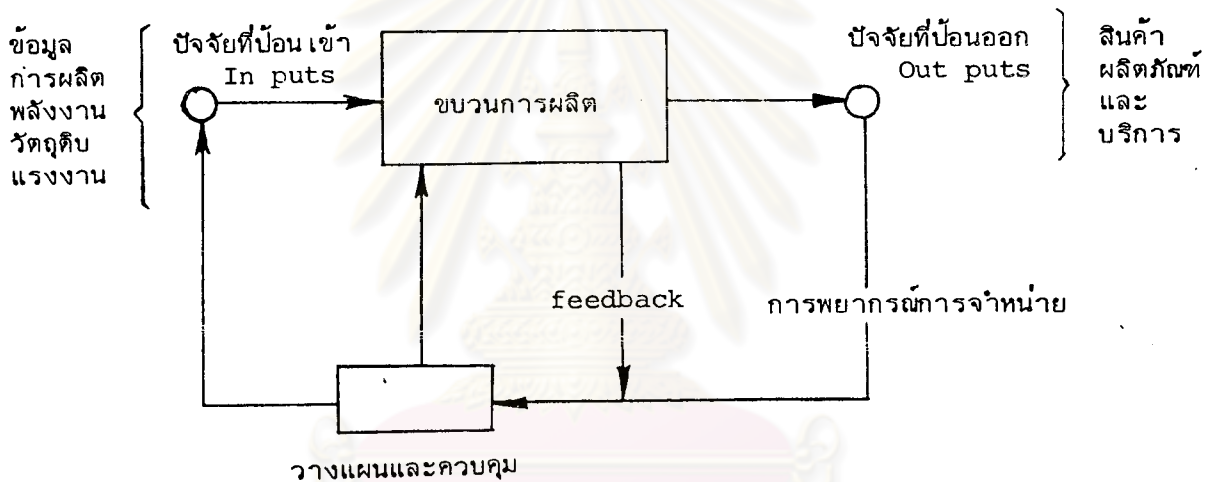 ข้อมูล
การผลิต
พลังงาน
วัตถุดิบ
แรงงาน
ปัจจัยที่ป้อนเข้า
In puts
ขบวนการผลิต
ปัจจัยที่ป้อนออก
Out puts
สินค้า
ผลิตภัณฑ์
และ
บริการ
feedback
การพยากรณ์การจำหน่าย
วางแผนและควบคุม